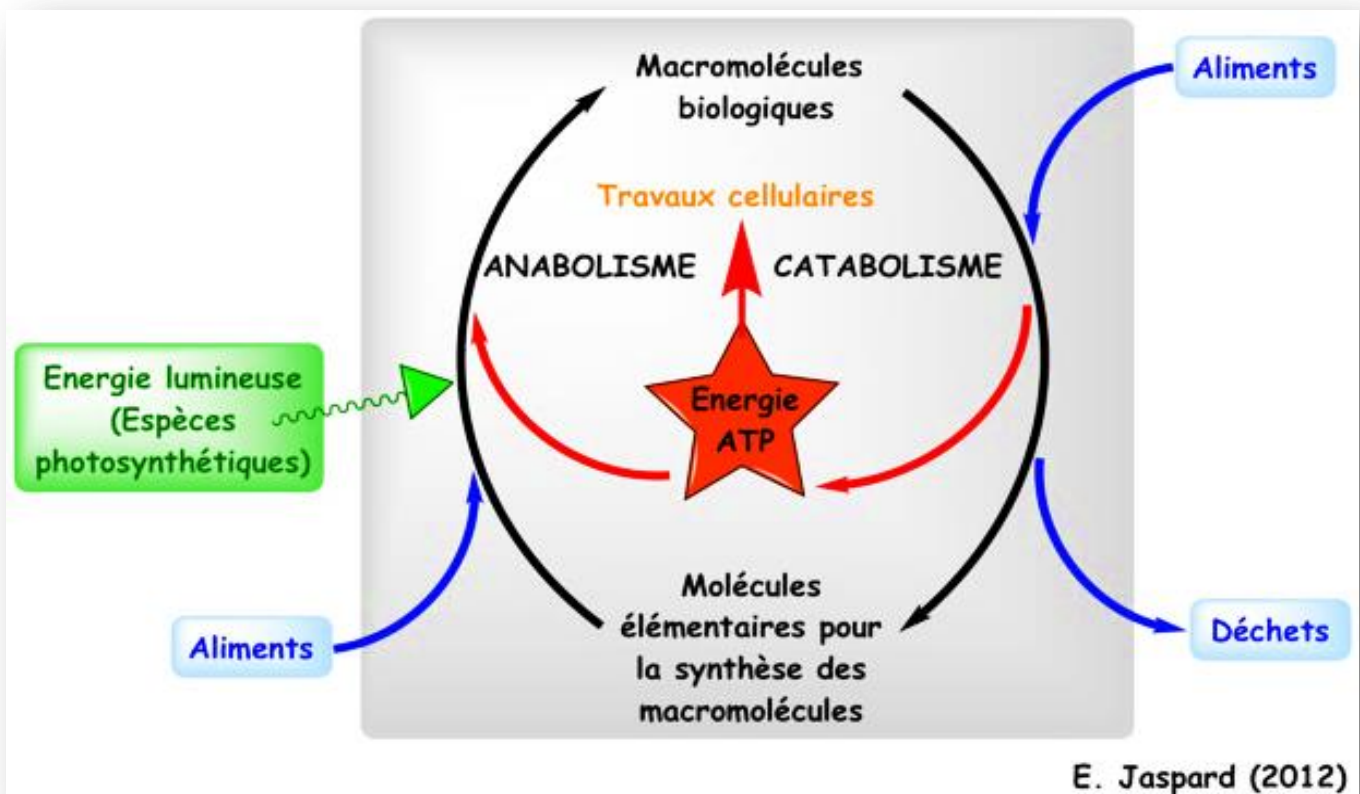 Macromolécules
biologiques
Aliments
Travaux cellulaires
ANABOLISME
CATABOLISME
Energie lumineuse
(Espèces
photosynthétiques)
Energie
ATP
Aliments
Molécules
élémentaires pour
la synthèse des
macromolécules
Déchets
E. Jaspard (2012)